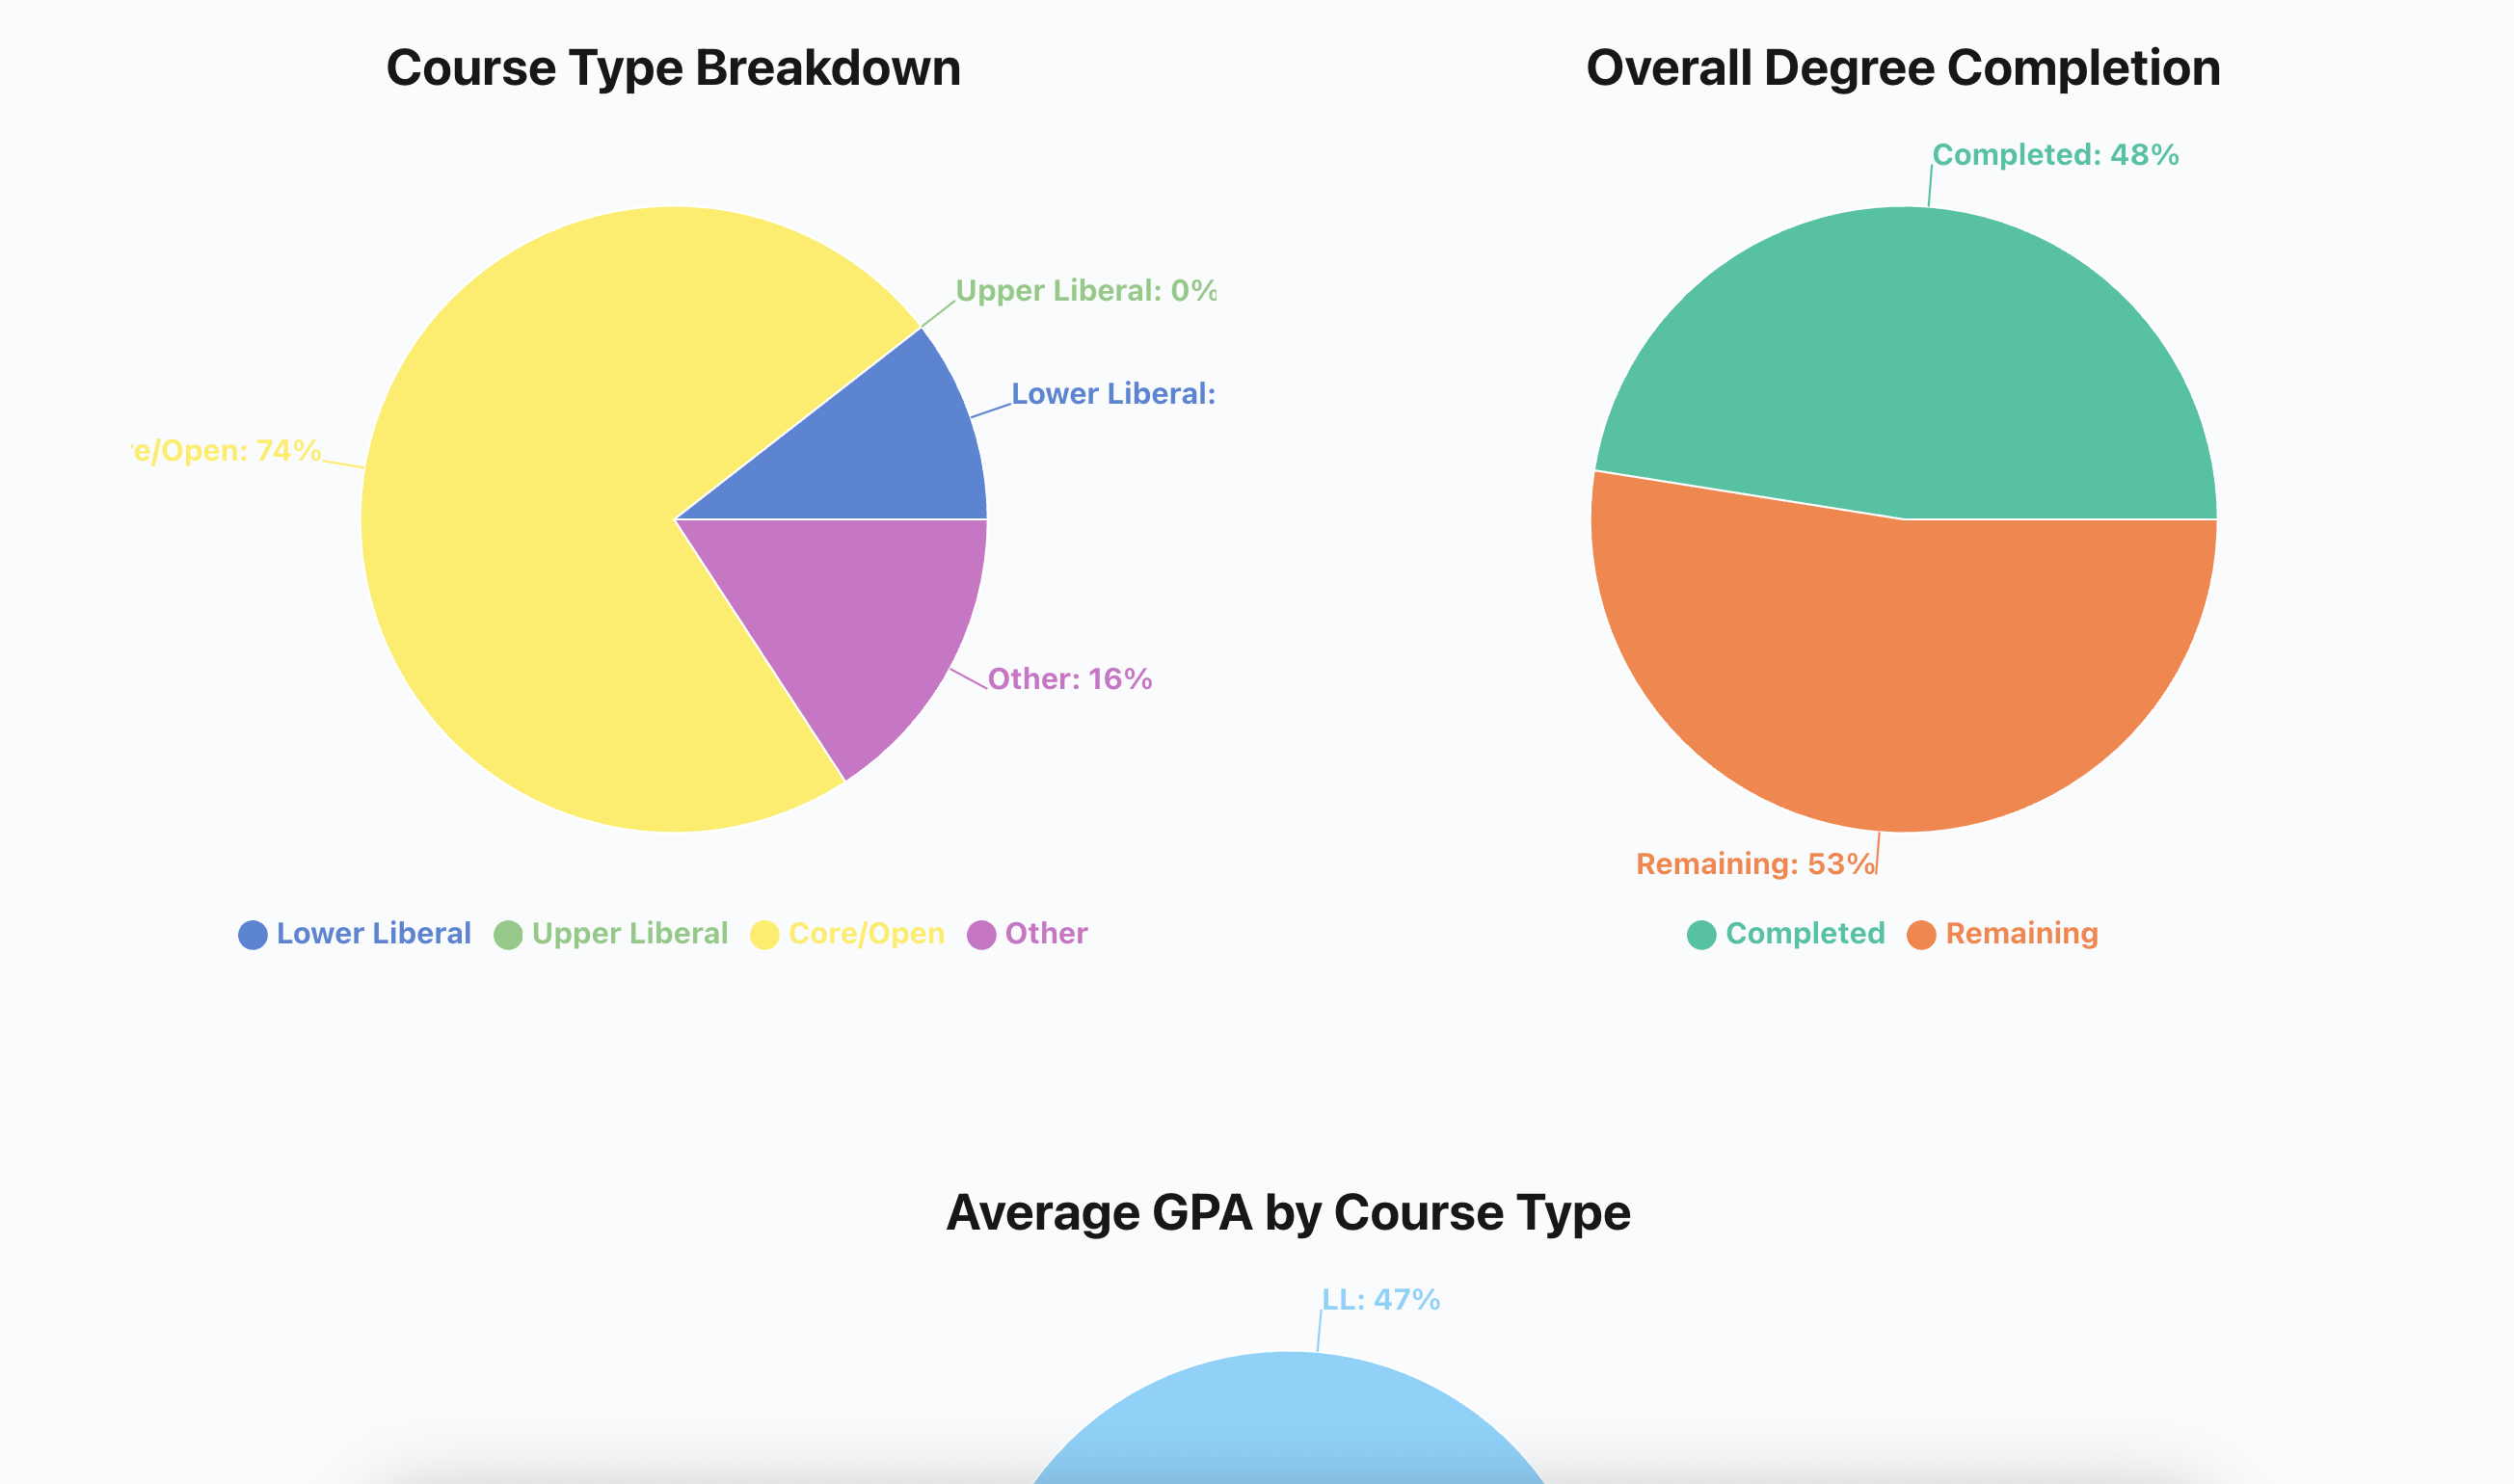 Course Type Breakdown
Upper Liberal: 0%
Lower Liberal:
e/Open: 74%
Other: 16%
Lower Liberal Upper Liberal Core/Open Other
Overall Degree Completion
Completed: 48%
Remaining: 53%
Completed Remaining
Average GPA by Course Type
LL: 47%